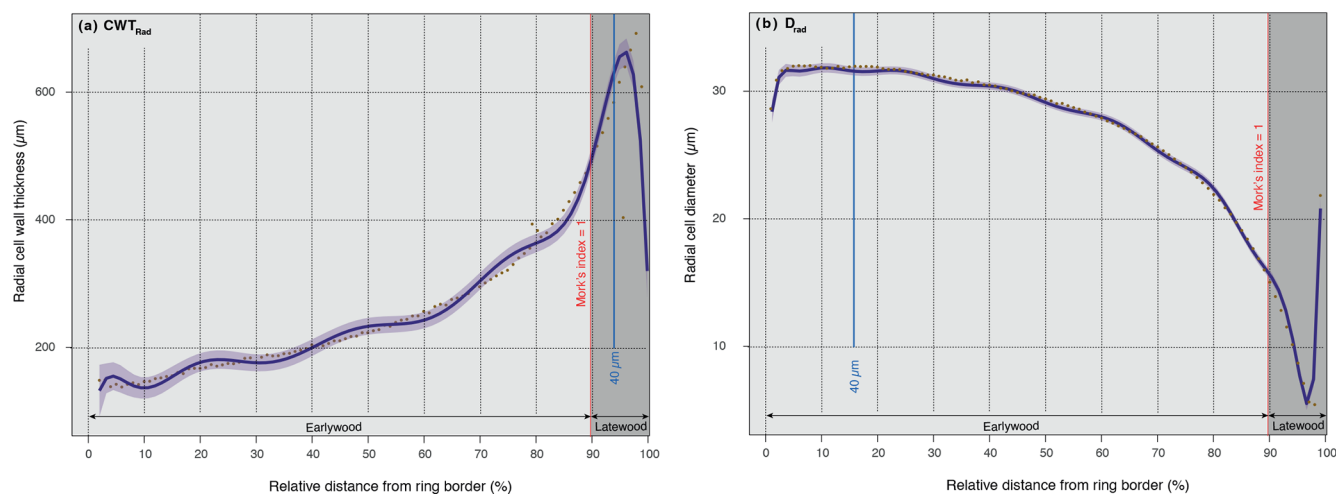 (a) CWTRad
Radial cell wall thickness (µm)
600
400
200
Mork's index = 1
40 µm
Earlywood
Latewood
0 10 20 30 40 50 60 70 80 90 100
Relative distance from ring border (%)
(b) Drad
Radial cell diameter (µm)
30
20
10
40 µm
Mork's index = 1
Earlywood
Latewood
0 10 20 30 40 50 60 70 80 90 100
Relative distance from ring border (%)